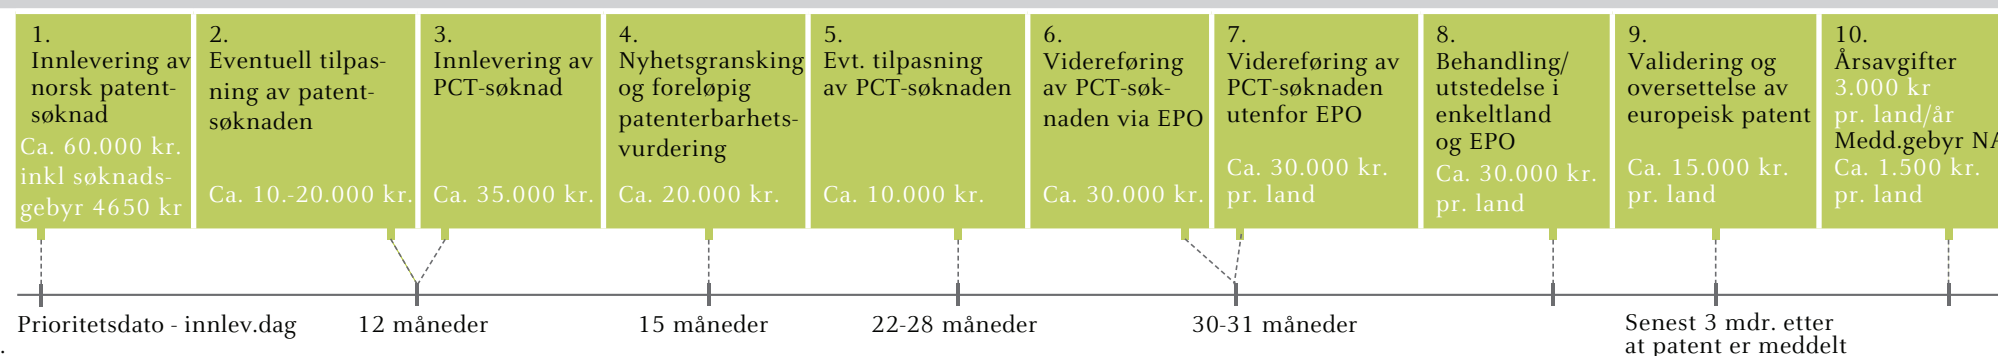 1.
Innlevering av
norsk patent-
søknad
Ca. 60.000 kr.
inkl søknads-
gebyr 4650 kr
2.
Eventuell tilpas-
ning av patent-
søknaden
Ca. 10.-20.000 kr.
3.
Innlevering av
PCT-søknad
Ca. 35.000 kr.
4.
Nyhetsgransking
og foreløpig
patenterbarhets-
vurdering
Ca. 20.000 kr.
5.
Evt. tilpasning
av PCT-søknaden
Ca. 10.000 kr.
6.
Videreføring
av PCT-søk-
naden via EPO
Ca. 30.000 kr.
7.
Videreføring av
PCT-søknaden
utenfor EPO
Ca. 30.000 kr.
pr. land
8.
Behandling/
utstedelse i
enkeltland
og EPO
Ca. 30.000 kr.
pr. land
9.
Validering og
oversettelse av
europeisk patent
Ca. 15.000 kr.
pr. land
10.
Årsavgifter
3.000 kr
pr. land/år
Medd.gebyr NA
Ca. 1.500 kr.
pr. land
Prioritetsdato - innlev.dag
12 måneder
15 måneder
22-28 måneder
30-31 måneder
Senest 3 mdr. etter
at patent er meddelt
.